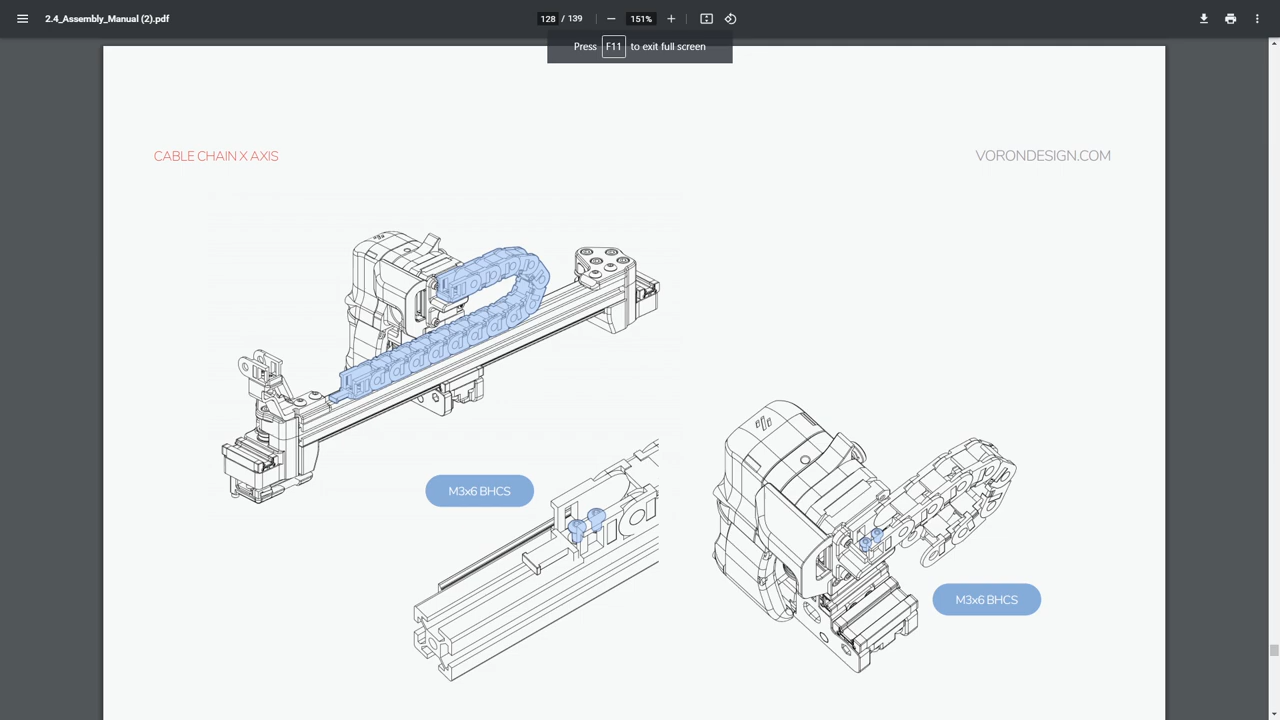 2.4_Assembly_Manual (2).pdf
128 / 139
151%
Press F11 to exit full screen
CABLE CHAIN X AXIS
VORONDESIGN.COM
M3x6 BHCS
M3x6 BHCS